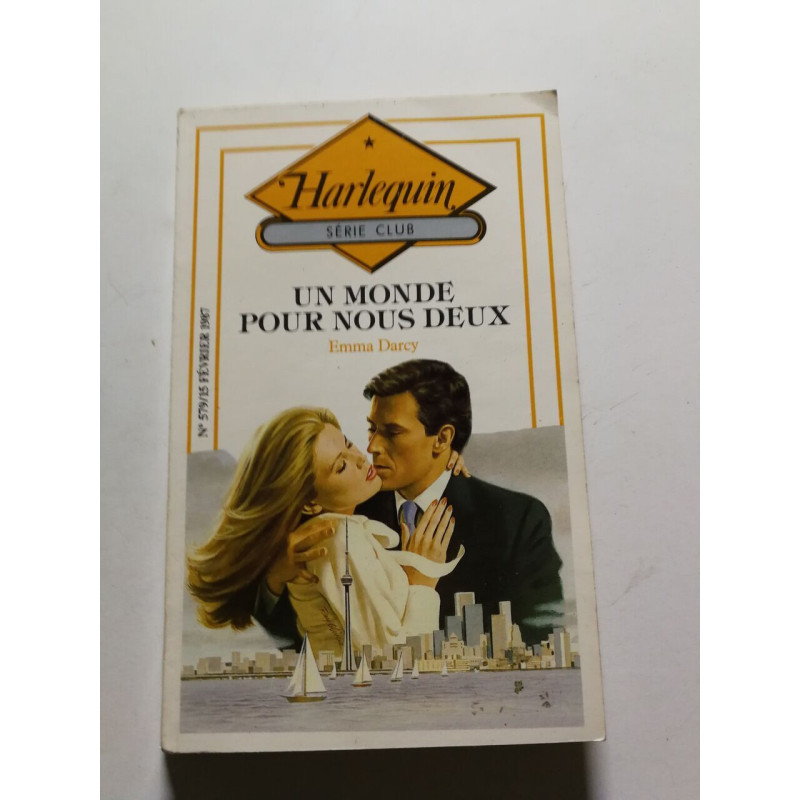 Harlequin
SÉRIE CLUB
UN MONDE
POUR NOUS DEUX
Emma Darcy
N° 579/15 FÉVRIER 1987